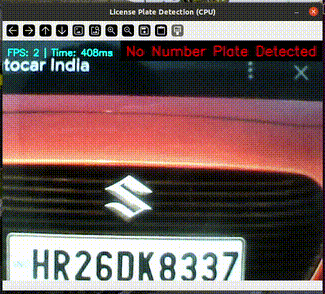 License Plate Detection (CPU)
FPS: 2 | Time: 408ms
No Number Plate Detected
tocar India
HR26DK8337